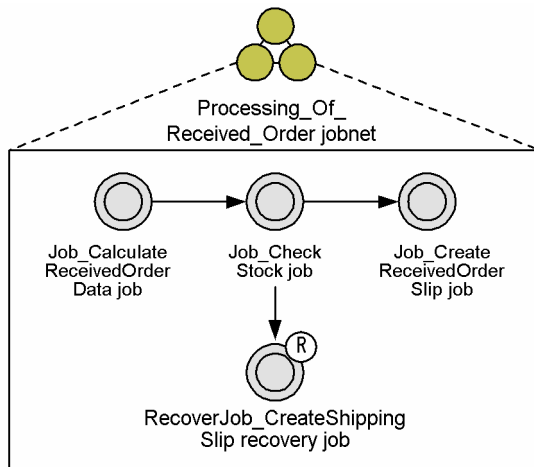 Processing_Of_
Received_Order jobnet
Job_Calculate
ReceivedOrder
Data job
Job_Check
Stock job
Job_Create
ReceivedOrder
Slip job
R
RecoverJob_CreateShipping
Slip recovery job